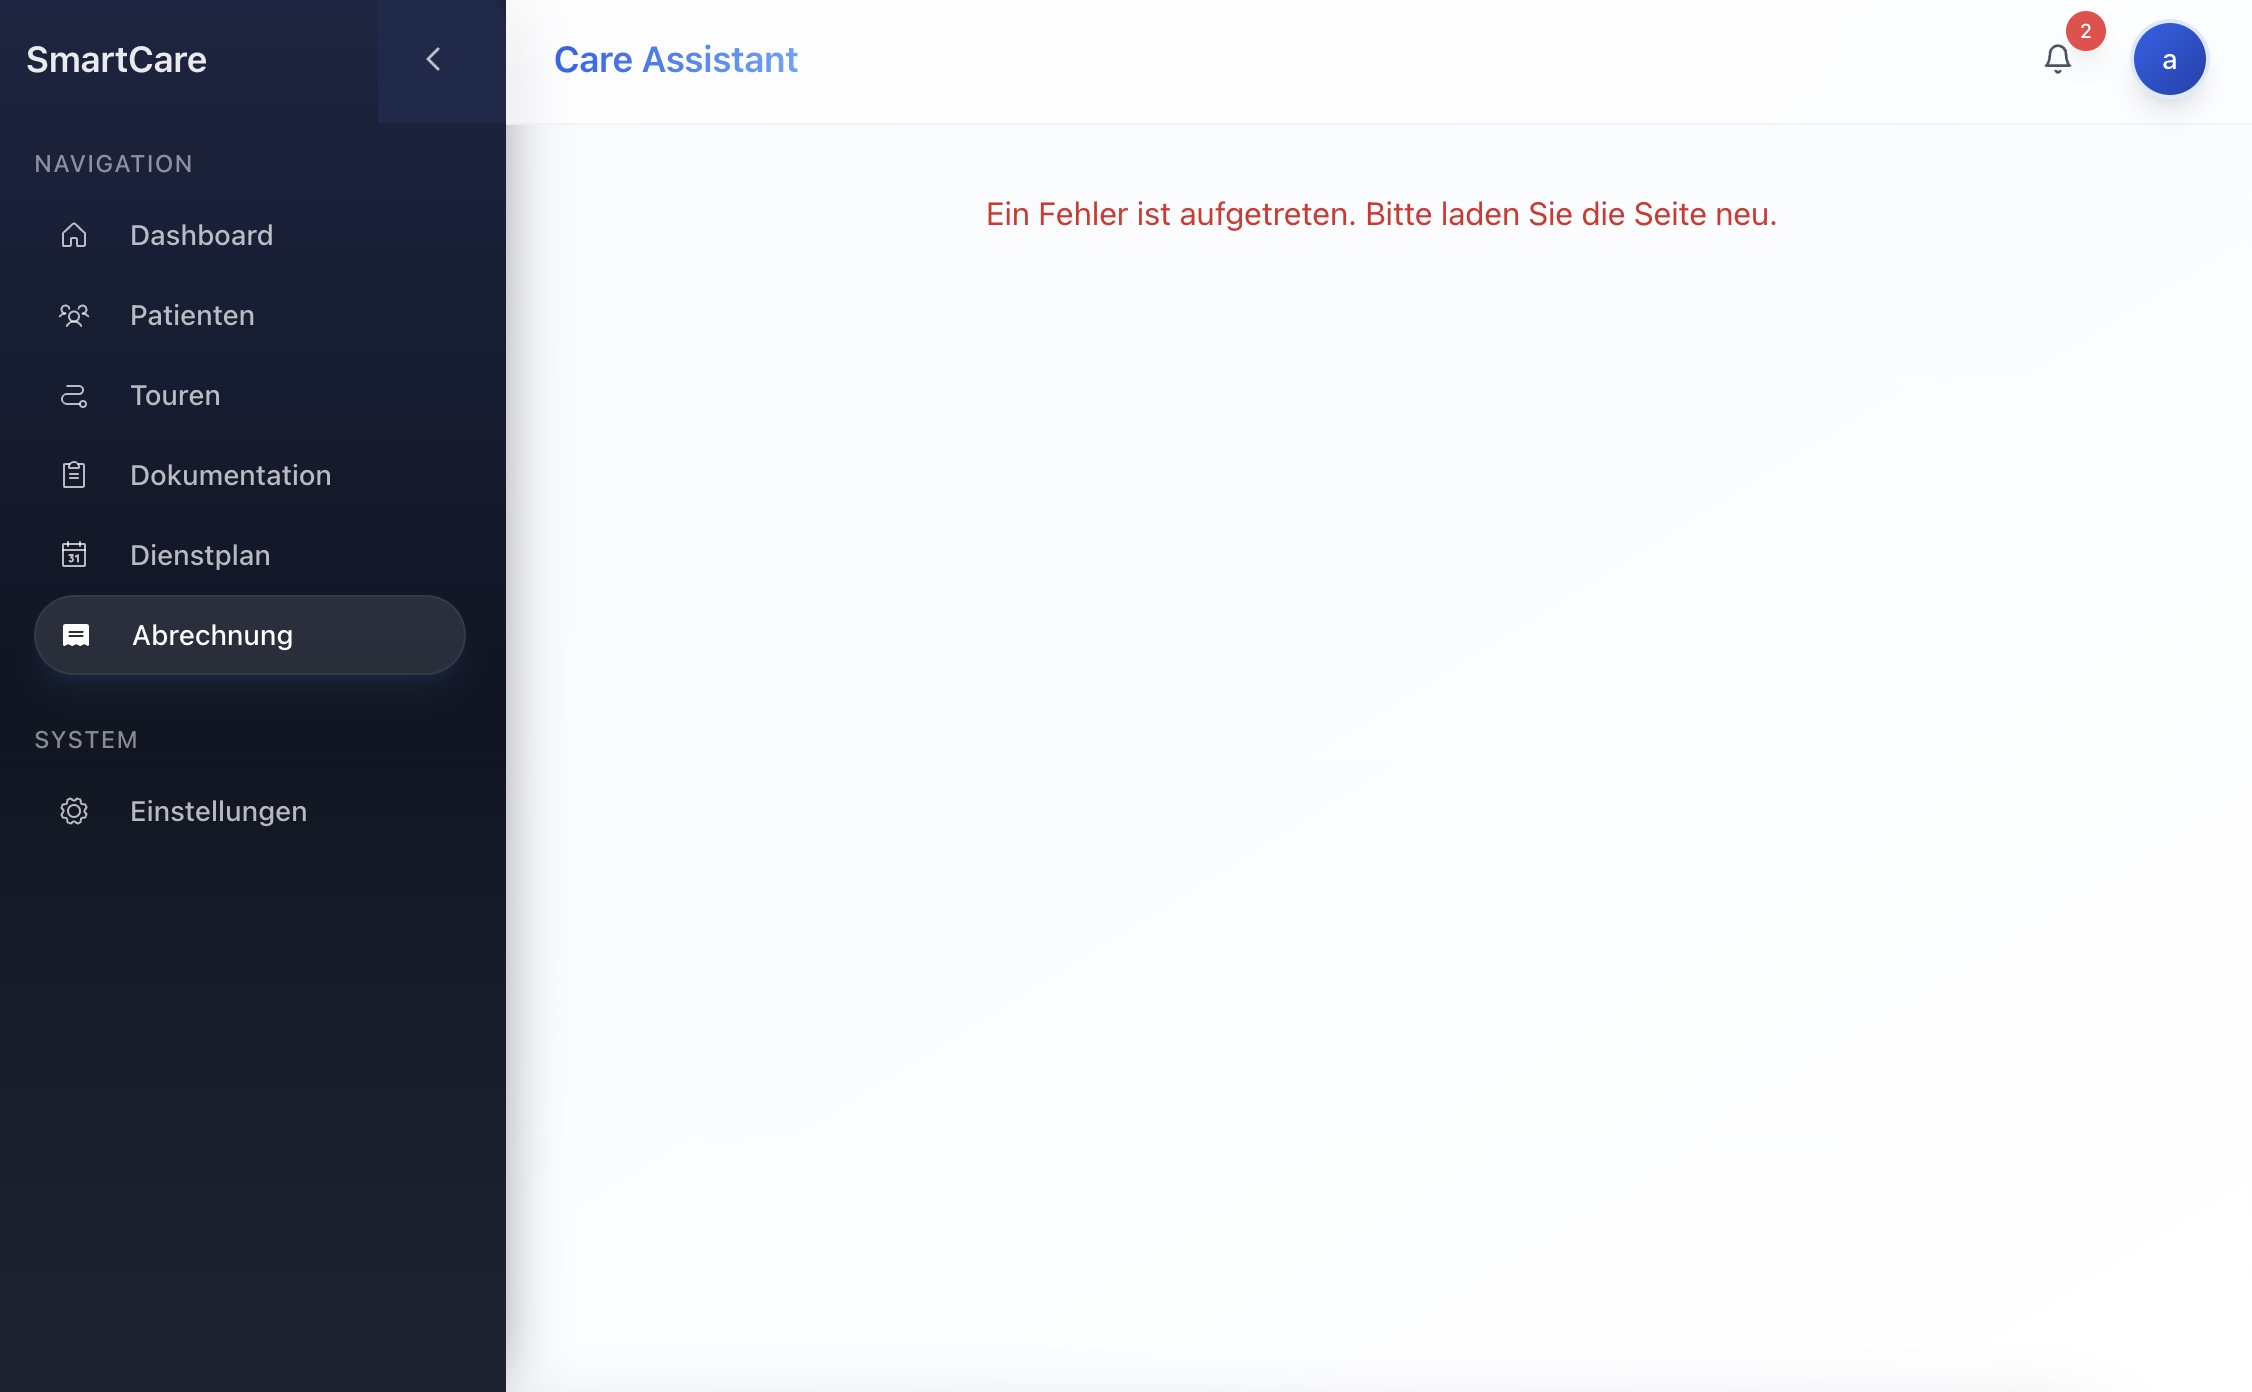 SmartCare
NAVIGATION
Dashboard
Patienten
Touren
Dokumentation
31
Dienstplan
Abrechnung
SYSTEM
Einstellungen
Care Assistant
2
a
Ein Fehler ist aufgetreten. Bitte laden Sie die Seite neu.